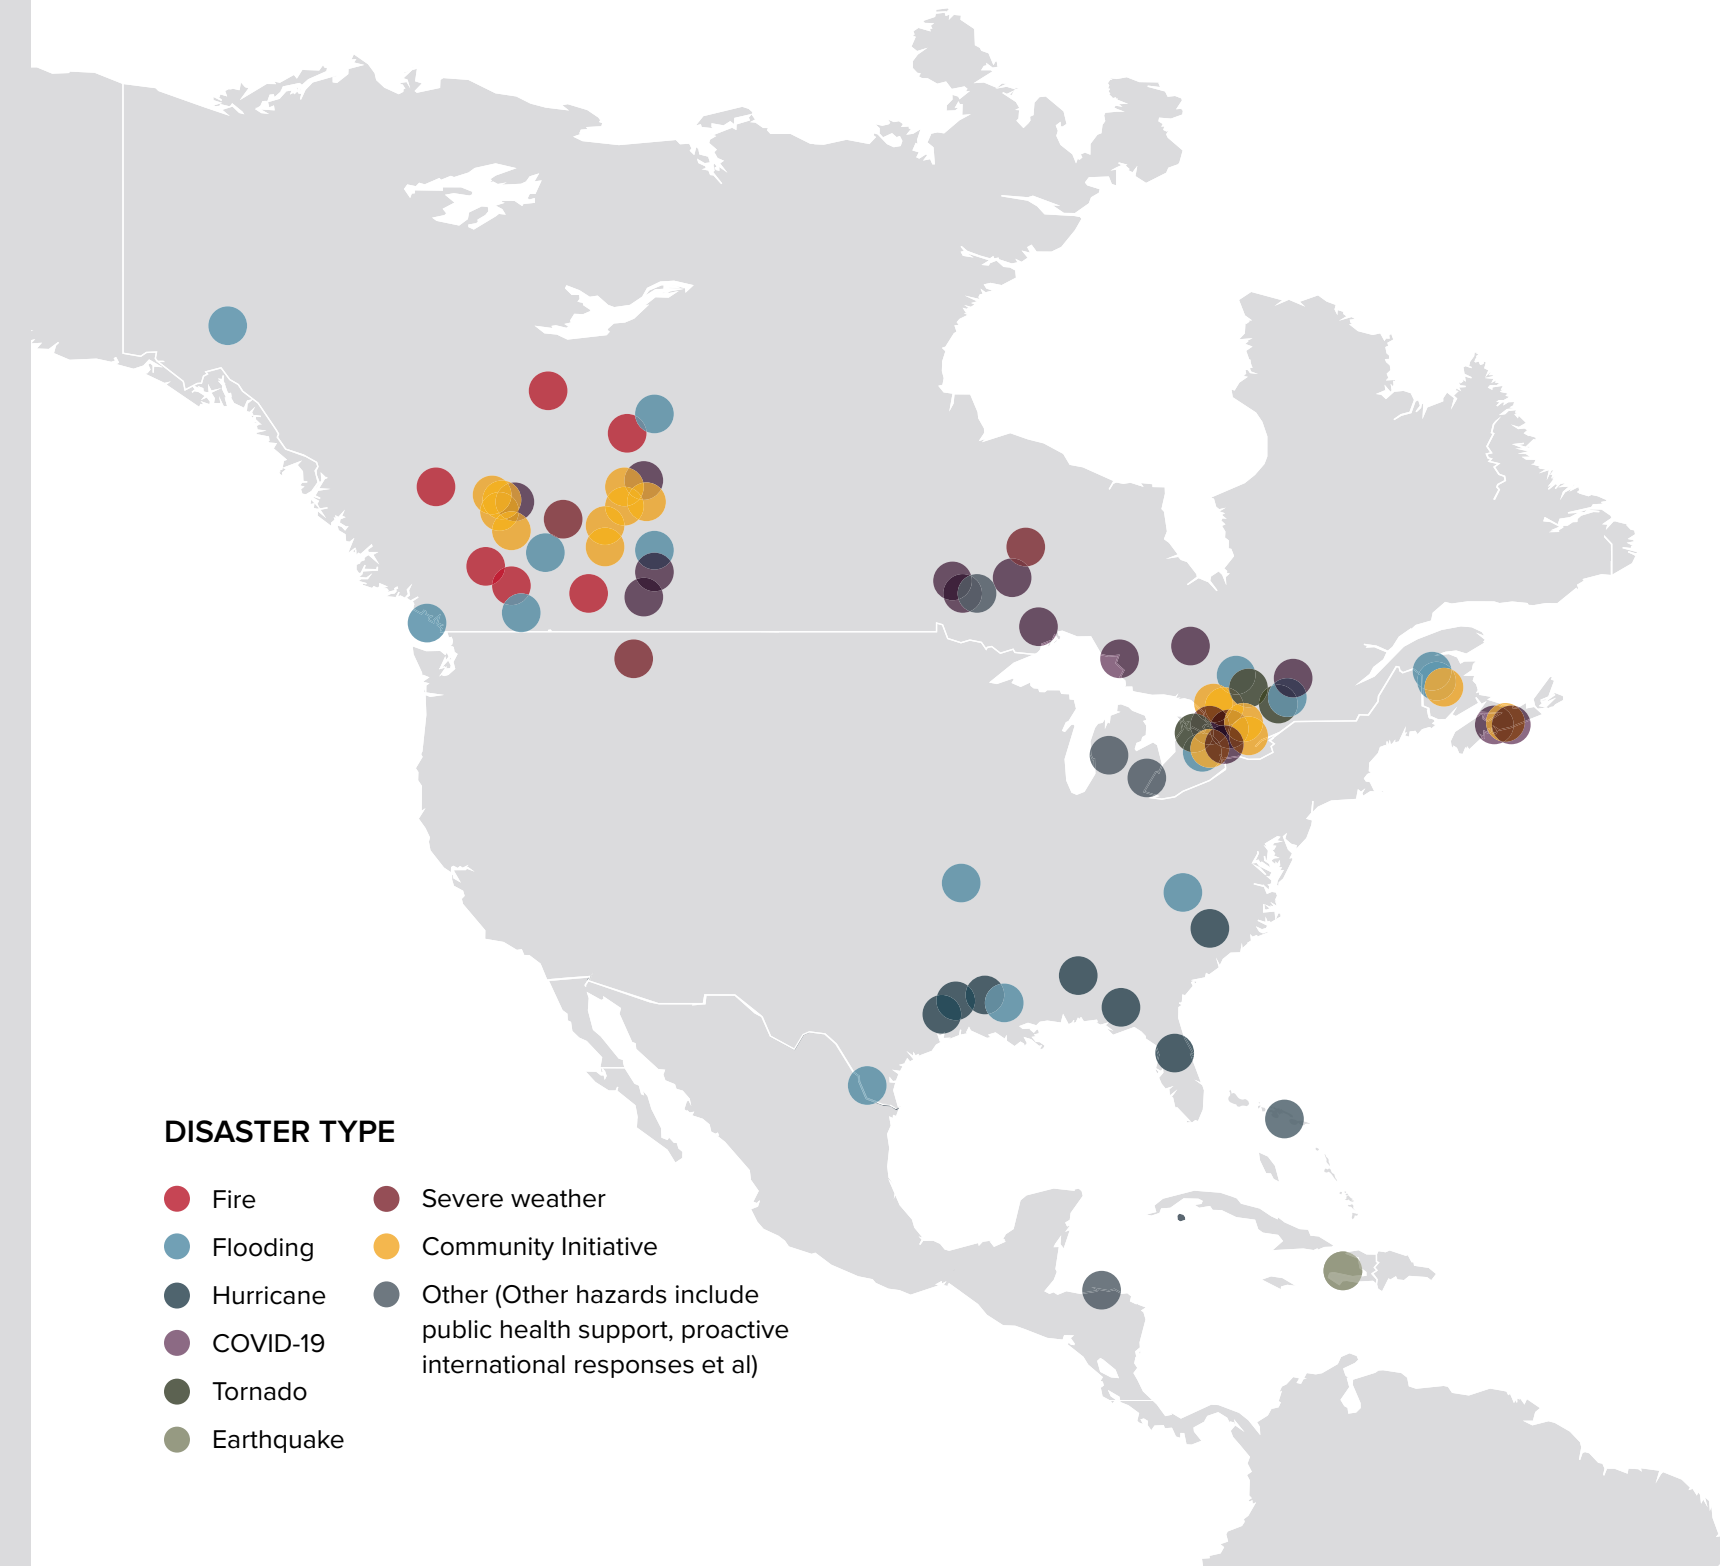 DISASTER TYPE
Fire
Flooding
Hurricane
COVID-19
Tornado
Earthquake
Severe weather
Community Initiative
Other (Other hazards include
public health support, proactive
international responses et al)